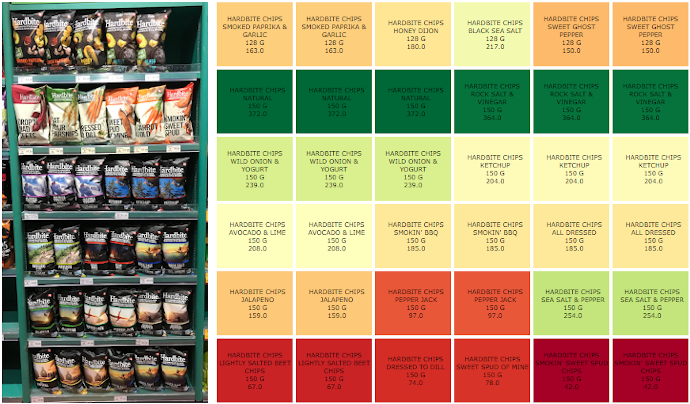 Hardbite
Hardbite
Hardbite
Hardbite
SMOKIN'
SWEET
SPUD
HARDBITE CHIPS
SMOKED PAPRIKA &
GARLIC
128 G
163.0
HARDBITE CHIPS
SMOKED PAPRIKA &
GARLIC
128 G
163.0
HARDBITE CHIPS
HONEY DIJON
128 G
180.0
HARDBITE CHIPS
BLACK SEA SALT
128 G
217.0
HARDBITE CHIPS
SWEET GHOST
PEPPER
128 G
150.0
HARDBITE CHIPS
SWEET GHOST
PEPPER
128 G
150.0
HARDBITE CHIPS
NATURAL
150 G
372.0
HARDBITE CHIPS
NATURAL
150 G
372.0
HARDBITE CHIPS
NATURAL
150 G
372.0
HARDBITE CHIPS
ROCK SALT &
VINEGAR
150 G
364.0
HARDBITE CHIPS
ROCK SALT &
VINEGAR
150 G
364.0
HARDBITE CHIPS
ROCK SALT &
VINEGAR
150 G
364.0
HARDBITE CHIPS
WILD ONION &
YOGURT
150 G
239.0
HARDBITE CHIPS
WILD ONION &
YOGURT
150 G
239.0
HARDBITE CHIPS
WILD ONION &
YOGURT
150 G
239.0
HARDBITE CHIPS
KETCHUP
150 G
204.0
HARDBITE CHIPS
KETCHUP
150 G
204.0
HARDBITE CHIPS
KETCHUP
150 G
204.0
HARDBITE CHIPS
AVOCADO & LIME
150 G
208.0
HARDBITE CHIPS
AVOCADO & LIME
150 G
208.0
HARDBITE CHIPS
SMOKIN' BBQ
150 G
185.0
HARDBITE CHIPS
SMOKIN' BBQ
150 G
185.0
HARDBITE CHIPS
ALL DRESSED
150 G
185.0
HARDBITE CHIPS
ALL DRESSED
150 G
185.0
HARDBITE CHIPS
JALAPENO
150 G
159.0
HARDBITE CHIPS
JALAPENO
150 G
159.0
HARDBITE CHIPS
PEPPER JACK
150 G
97.0
HARDBITE CHIPS
PEPPER JACK
150 G
97.0
HARDBITE CHIPS
SEA SALT & PEPPER
150 G
254.0
HARDBITE CHIPS
SEA SALT & PEPPER
150 G
254.0
HARDBITE CHIPS
LIGHTLY SALTED BEET
CHIPS
150 G
67.0
HARDBITE CHIPS
LIGHTLY SALTED BEET
CHIPS
150 G
67.0
HARDBITE CHIPS
DRESSED TO DILL
150 G
74.0
HARDBITE CHIPS
SWEET SPUD OF MINE
150 G
78.0
HARDBITE CHIPS
SMOKIN' SWEET SPUD
CHIPS
150 G
42.0
HARDBITE CHIPS
SMOKIN' SWEET SPUD
CHIPS
150 G
42.0